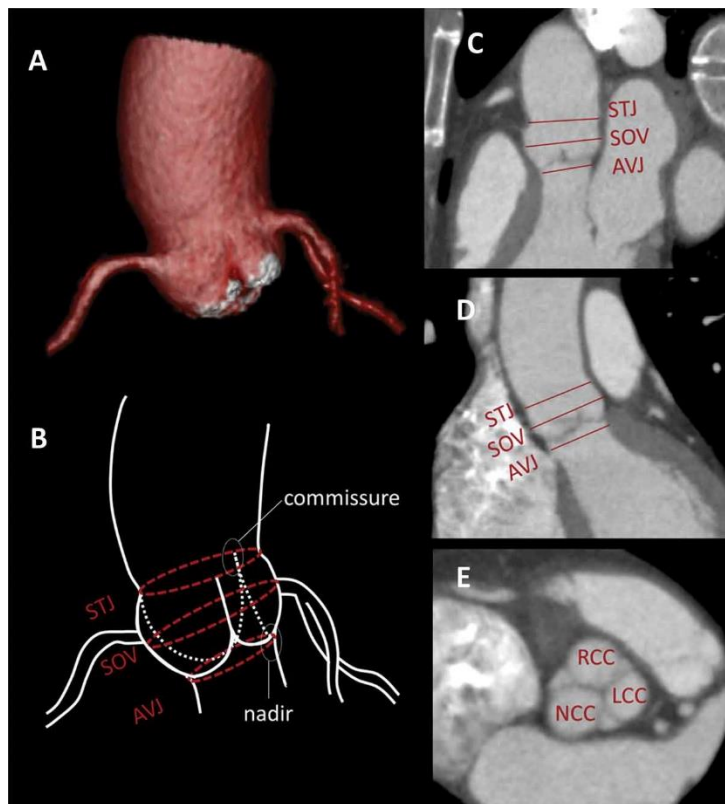 A
B
commissure
STJ
SOV
AVJ
nadir
C
STJ
SOV
AVJ
D
STJ
SOV
AVJ
E
RCC
LCC
NCC